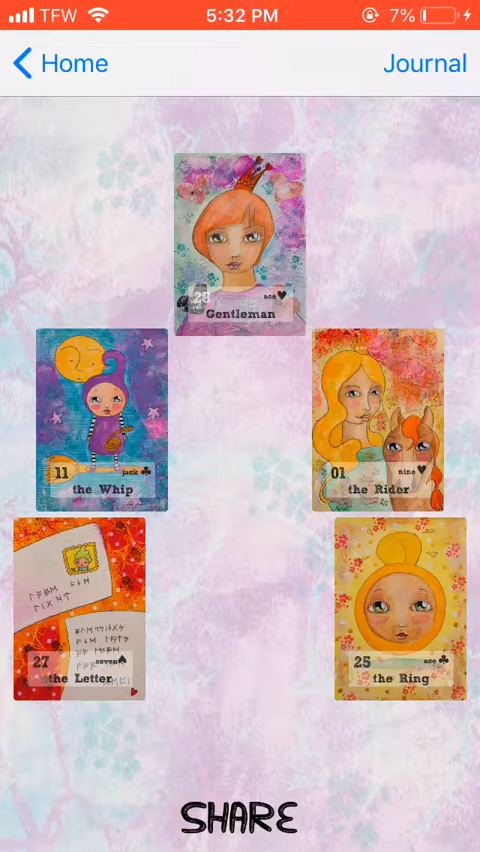 TFW 5:32 PM 7%
Home Journal
28 ace
Gentleman
11 jack
the Whip
01 nine
the Rider
27 seven
the Letter
25 ace
the Ring
SHARE